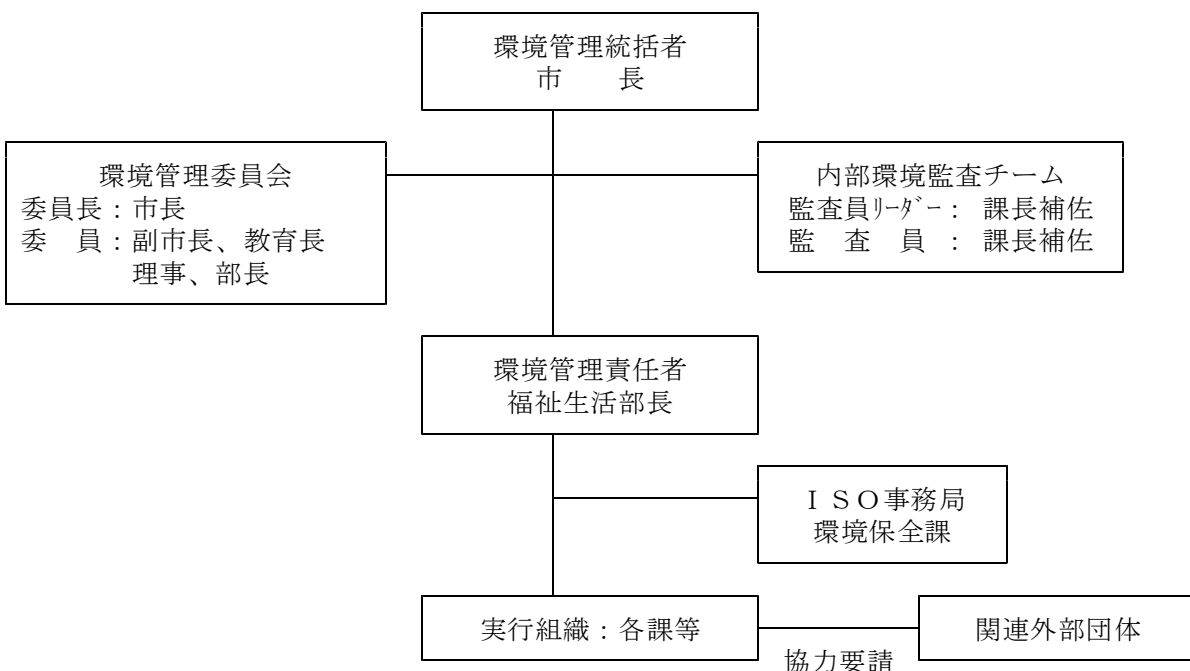 環境管理統括者
市　　長
環境管理委員会
委員長：市長
委　員：副市長、教育長
理事、部長
内部環境監査チーム
監査員ﾘｰﾀﾞｰ：　課長補佐
監　査　員　：　課長補佐
環境管理責任者
福祉生活部長
ＩＳＯ事務局
環境保全課
実行組織：各課等
関連外部団体
協力要請